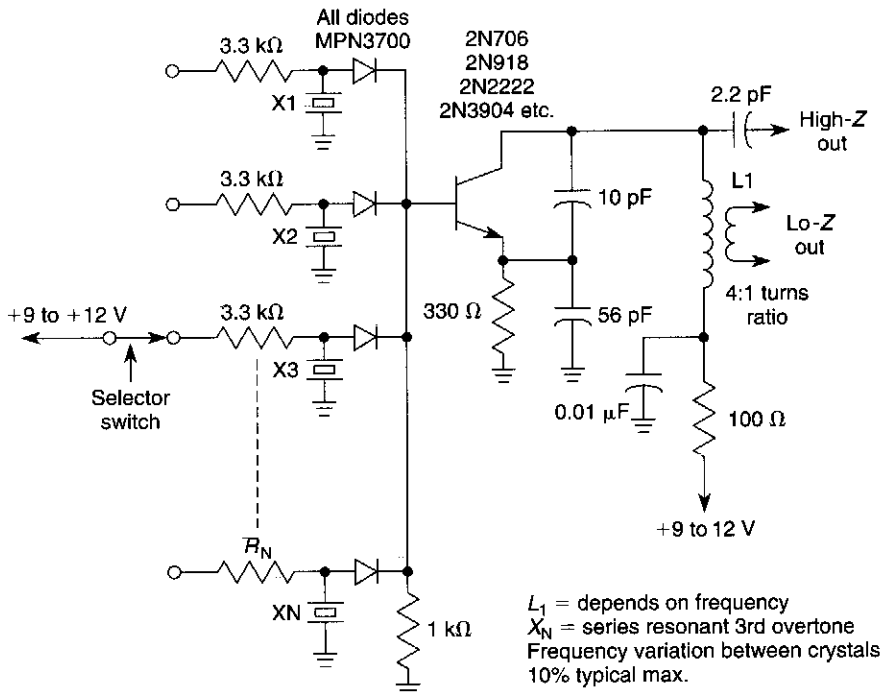 All diodes
MPN3700
3.3 kΩ
X1
2N706
2N918
2N2222
2N3904 etc.
2.2 pF
High-Z
out
3.3 kΩ
X2
10 pF
L1
Lo-Z
out
4:1 turns
ratio
+9 to +12 V
3.3 kΩ
X3
330 Ω
56 pF
Selector
switch
0.01 µF
100 Ω
+9 to 12 V
RN
XN
1 kΩ
L1 = depends on frequency
XN = series resonant 3rd overtone
Frequency variation between crystals
10% typical max.